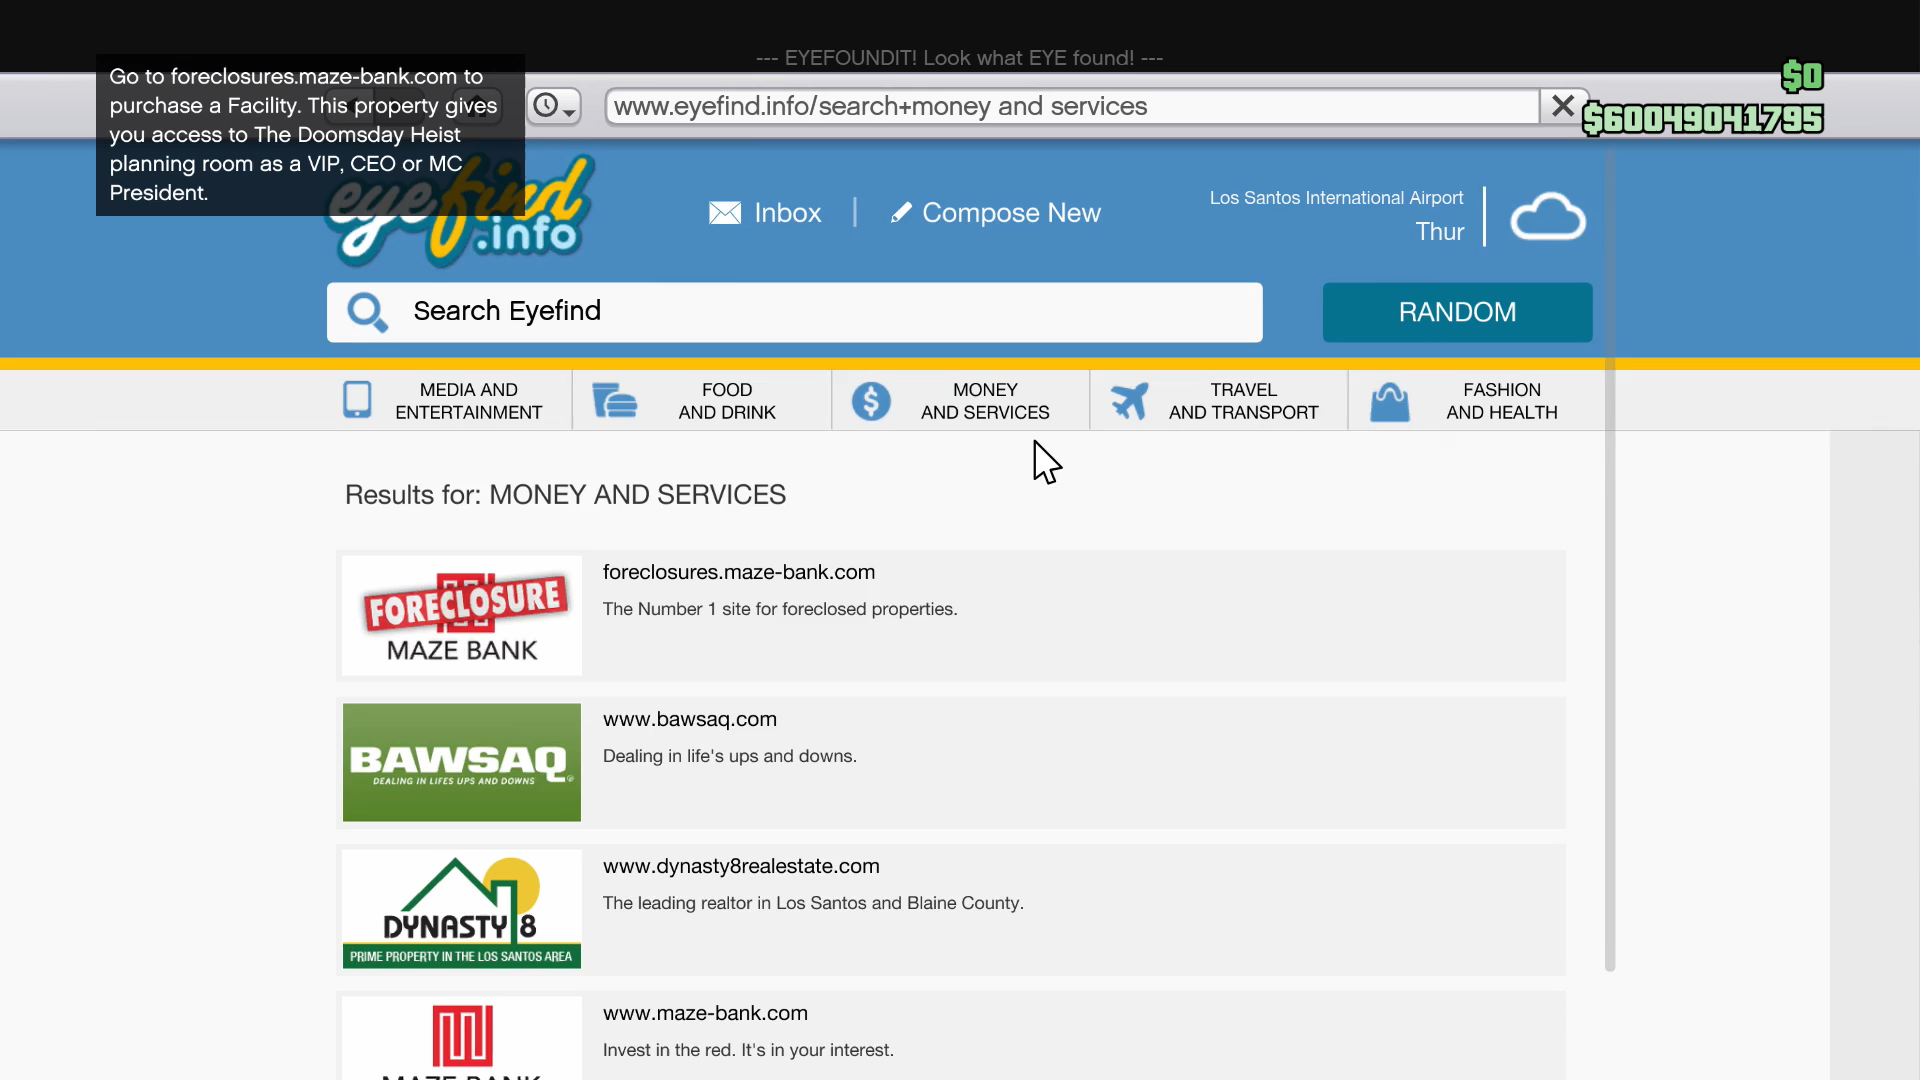 --- EYEFOUNDIT! Look what EYE found! ---
Go to foreclosures.maze-bank.com to
purchase a Facility. This property gives
you access to The Doomsday Heist
planning room as a VIP, CEO or MC
President.
www.eyefind.info/search+money and services
$0
$60049041795
eyefind
.info
Inbox
Compose New
Los Santos International Airport
Thur
Search Eyefind
RANDOM
MEDIA AND
ENTERTAINMENT
FOOD
AND DRINK
MONEY
AND SERVICES
TRAVEL
AND TRANSPORT
FASHION
AND HEALTH
Results for: MONEY AND SERVICES
FORECLOSURE
MAZE BANK
foreclosures.maze-bank.com
The Number 1 site for foreclosed properties.
BAWSAQ
DEALING IN LIFES UPS AND DOWNS
www.bawsaq.com
Dealing in life's ups and downs.
DYNASTY 8
PRIME PROPERTY IN THE LOS SANTOS AREA
www.dynasty8realestate.com
The leading realtor in Los Santos and Blaine County.
MAZE BANK
www.maze-bank.com
Invest in the red. It's in your interest.